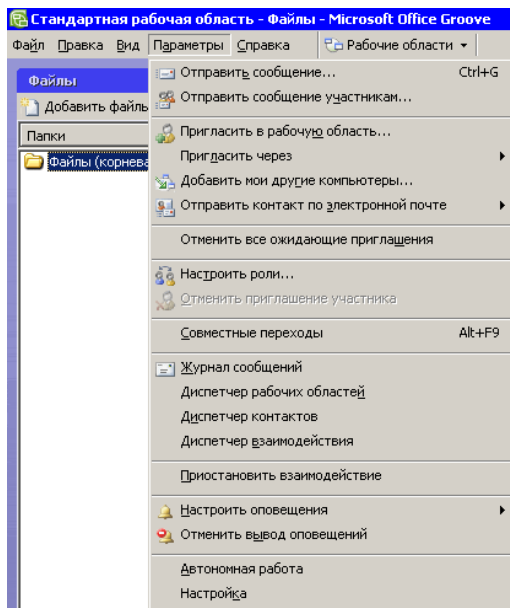 Стандартная рабочая область - Файлы - Microsoft Office Groove
Файл Правка Вид Параметры Справка Рабочие области
Файлы
Добавить файлы
Папки
Файлы (корнева
Отправить сообщение... Ctrl+G
Отправить сообщение участникам...
Пригласить в рабочую область...
Пригласить через
Добавить мои другие компьютеры...
Отправить контакт по электронной почте
Отменить все ожидающие приглашения
Настроить роли...
Отменить приглашение участника
Совместные переходы Alt+F9
Журнал сообщений
Диспетчер рабочих областей
Диспетчер контактов
Диспетчер взаимодействия
Приостановить взаимодействие
Настроить оповещения
Отменить вывод оповещений
Автономная работа
Настройка